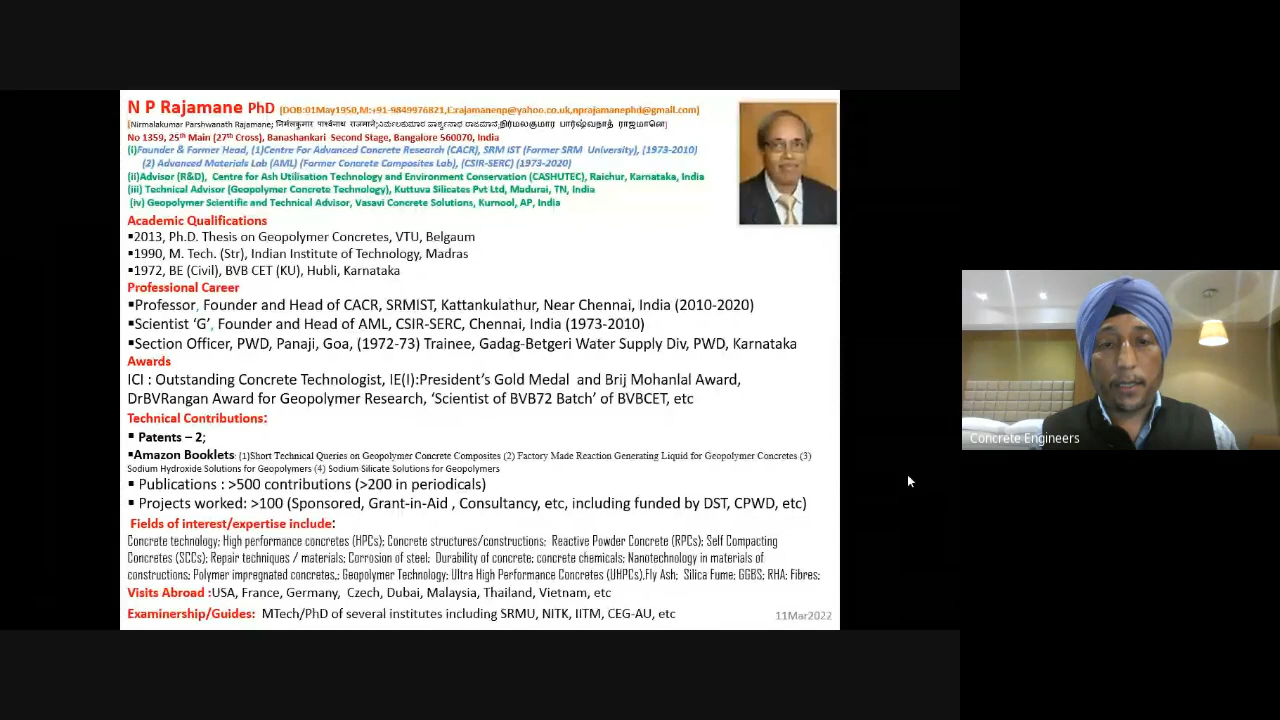 N P Rajamane PhD [DOB:01May1950,M:+91-9849976821,E:rajamanenp@yahoo.co.uk,nprajamanephd@gmail.com]
[Nirmalakumar Parshwanath Rajamane; निर्मलकुमार पार्श्वनाथ राजमाने;
No 1359, 25th Main (27th Cross), Banashankari Second Stage, Bangalore 560070, India
(i)Founder & Former Head, (1)Centre For Advanced Concrete Research (CACR), SRM IST (Former SRM University), (1973-2010)
(2) Advanced Materials Lab (AML) (Former Concrete Composites Lab), (CSIR-SERC) (1973-2020)
(ii)Advisor (R&D), Centre for Ash Utilisation Technology and Environment Conservation (CASHUTEC), Raichur, Karnataka, India
(iii) Technical Advisor (Geopolymer Concrete Technology), Kuttuva Silicates Pvt Ltd, Madurai, TN, India
(iv) Geopolymer Scientific and Technical Advisor, Vasavi Concrete Solutions, Kurnool, AP, India
Academic Qualifications
▪2013, Ph.D. Thesis on Geopolymer Concretes, VTU, Belgaum
▪1990, M. Tech. (Str), Indian Institute of Technology, Madras
▪1972, BE (Civil), BVB CET (KU), Hubli, Karnataka
Professional Career
▪Professor, Founder and Head of CACR, SRMIST, Kattankulathur, Near Chennai, India (2010-2020)
▪Scientist ‘G’, Founder and Head of AML, CSIR-SERC, Chennai, India (1973-2010)
▪Section Officer, PWD, Panaji, Goa, (1972-73) Trainee, Gadag-Betgeri Water Supply Div, PWD, Karnataka
Awards
ICI : Outstanding Concrete Technologist, IE(I):President’s Gold Medal and Brij Mohanlal Award,
DrBVRangan Award for Geopolymer Research, ‘Scientist of BVB72 Batch’ of BVBCET, etc
Technical Contributions:
▪ Patents – 2;
▪Amazon Booklets: (1)Short Technical Queries on Geopolymer Concrete Composites (2) Factory Made Reaction Generating Liquid for Geopolymer Concretes (3)
Sodium Hydroxide Solutions for Geopolymers (4) Sodium Silicate Solutions for Geopolymers
▪ Publications : >500 contributions (>200 in periodicals)
▪ Projects worked: >100 (Sponsored, Grant-in-Aid , Consultancy, etc, including funded by DST, CPWD, etc)
Fields of interest/expertise include:
Concrete technology; High performance concretes (HPCs); Concrete structures/constructions; Reactive Powder Concrete (RPCs); Self Compacting
Concretes (SCCs); Repair techniques / materials; Corrosion of steel; Durability of concrete; concrete chemicals; Nanotechnology in materials of
constructions; Polymer impregnated concretes,; Geopolymer Technology; Ultra High Performance Concretes (UHPCs),Fly Ash; Silica Fume; GGBS; RHA; Fibres;
Visits Abroad :USA, France, Germany, Czech, Dubai, Malaysia, Thailand, Vietnam, etc
Examinership/Guides: MTech/PhD of several institutes including SRMU, NITK, IITM, CEG-AU, etc
11Mar2022
Concrete Engineers